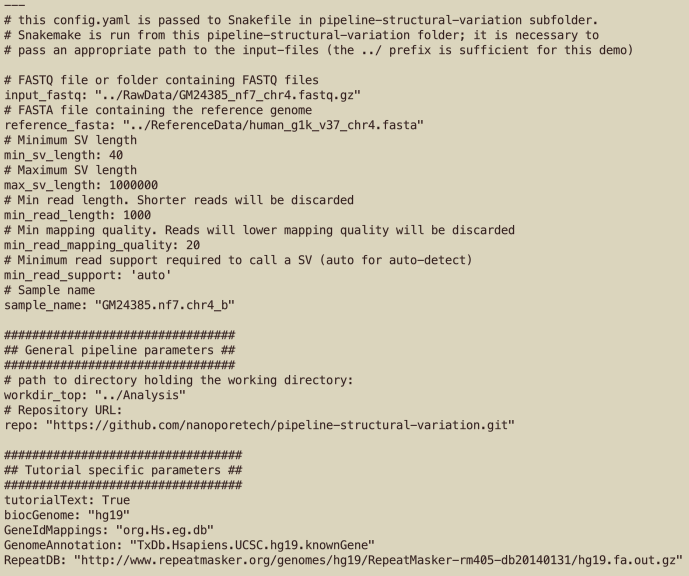 ---
# this config.yaml is passed to Snakefile in pipeline-structural-variation subfolder.
# Snakemake is run from this pipeline-structural-variation folder; it is necessary to
# pass an appropriate path to the input-files (the ../ prefix is sufficient for this demo)

# FASTQ file or folder containing FASTQ files
input_fastq: "../RawData/GM24385_nf7_chr4.fastq.gz"
# FASTA file containing the reference genome
reference_fasta: "../ReferenceData/human_g1k_v37_chr4.fasta"
# Minimum SV length
min_sv_length: 40
# Maximum SV length
max_sv_length: 1000000
# Min read length. Shorter reads will be discarded
min_read_length: 1000
# Min mapping quality. Reads will lower mapping quality will be discarded
min_read_mapping_quality: 20
# Minimum read support required to call a SV (auto for auto-detect)
min_read_support: 'auto'
# Sample name
sample_name: "GM24385.nf7.chr4_b"

#################################
## General pipeline parameters ##
#################################
# path to directory holding the working directory:
workdir_top: "../Analysis"
# Repository URL:
repo: "https://github.com/nanoporetech/pipeline-structural-variation.git"

##################################
## Tutorial specific parameters ##
##################################
tutorialText: True
biocGenome: "hg19"
GeneIdMappings: "org.Hs.eg.db"
GenomeAnnotation: "TxDb.Hsapiens.UCSC.hg19.knownGene"
RepeatDB: "http://www.repeatmasker.org/genomes/hg19/RepeatMasker-rm405-db20140131/hg19.fa.out.gz"